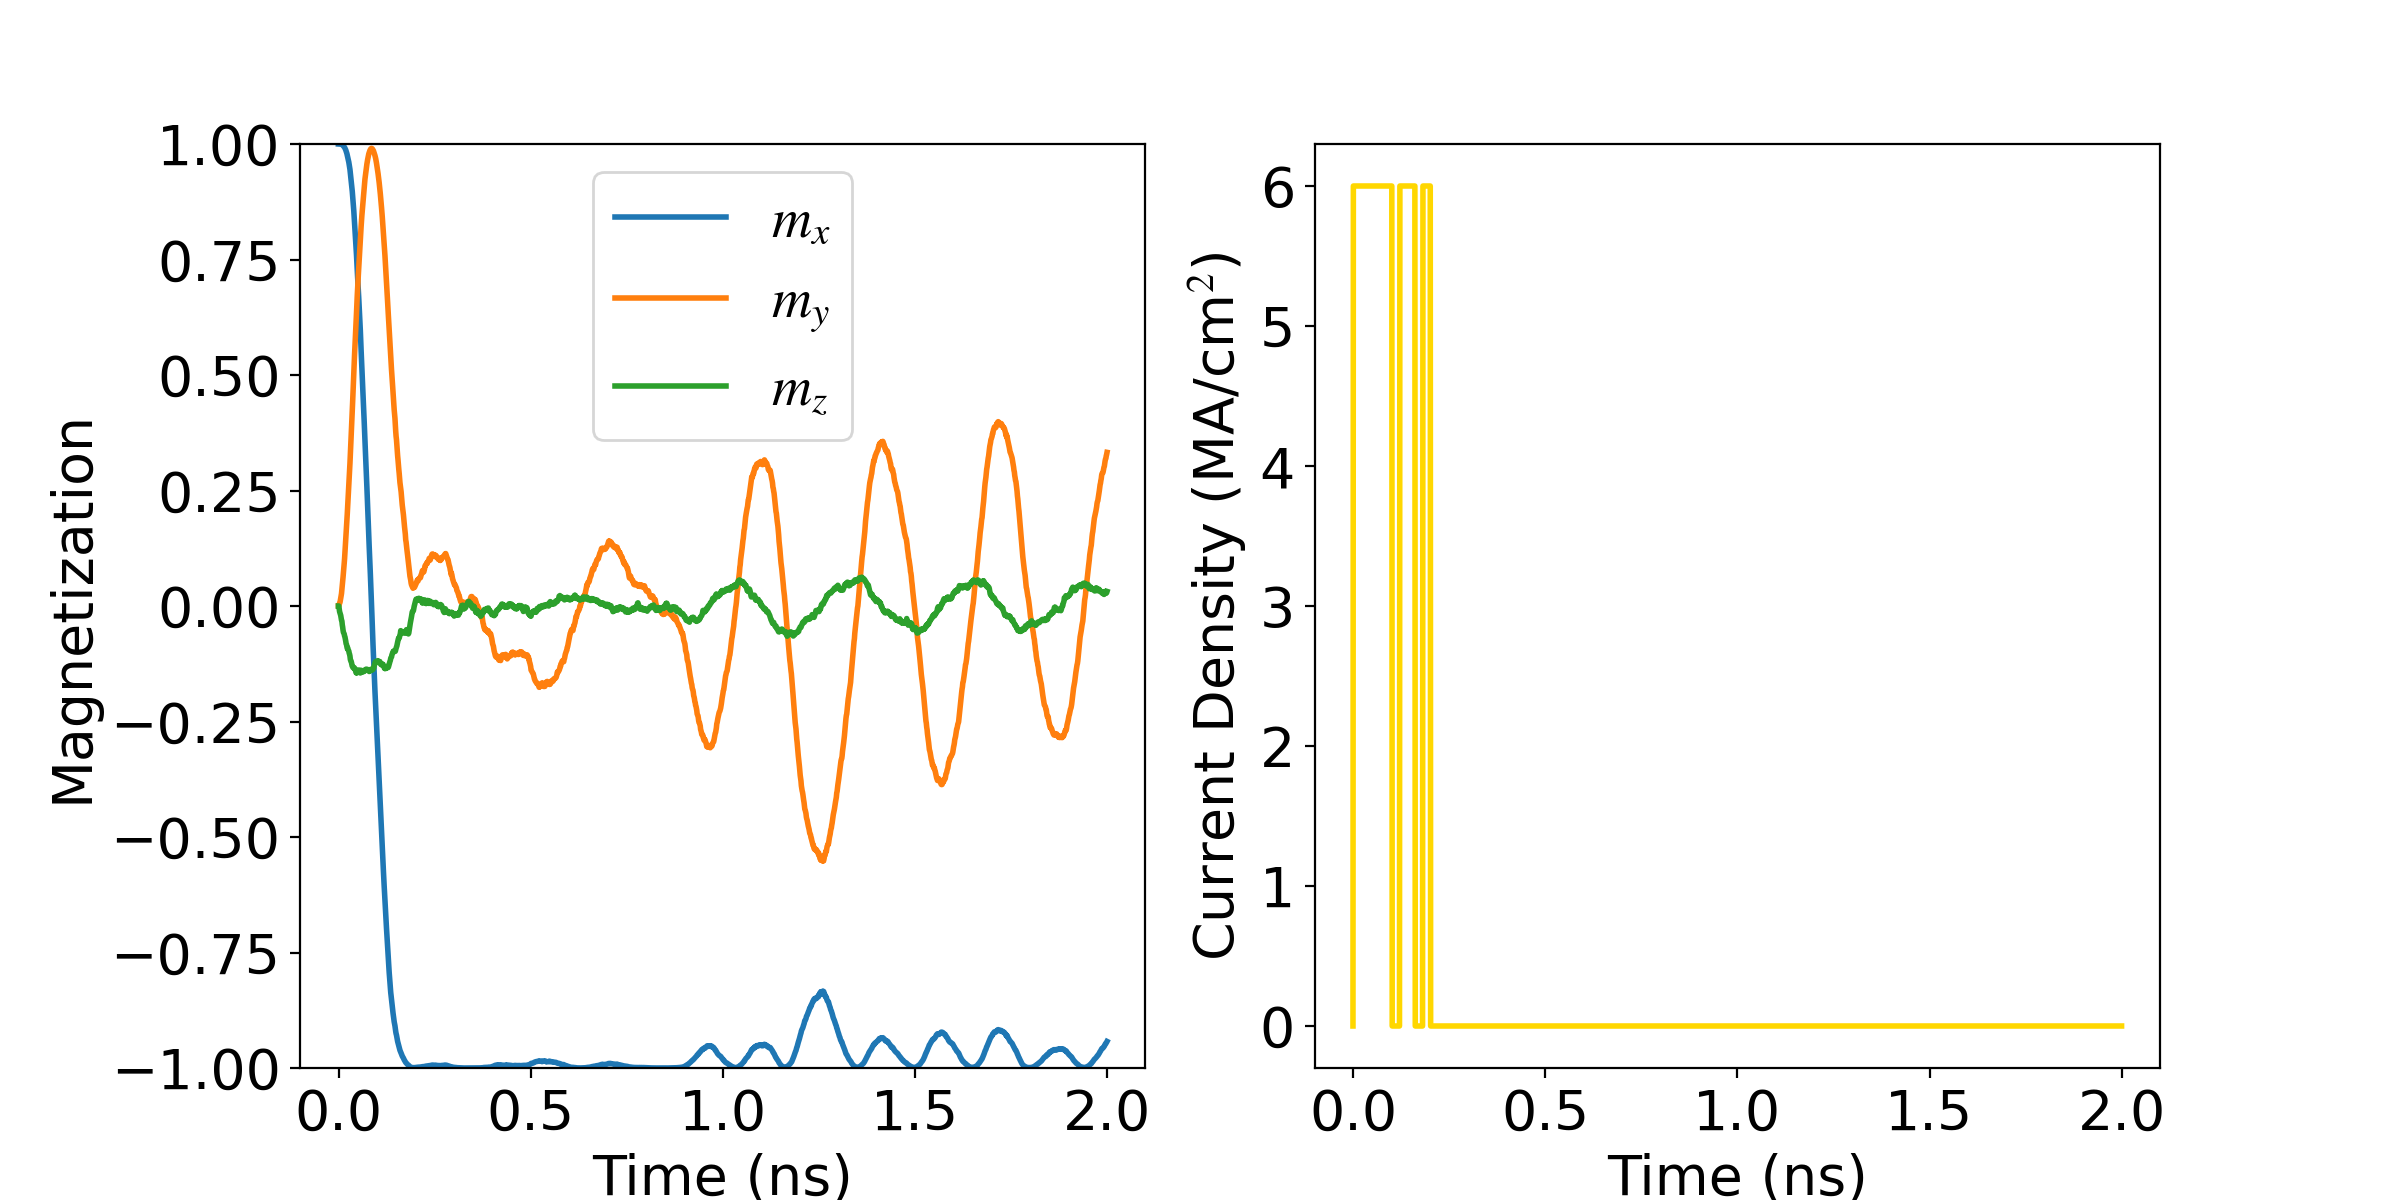 Magnetization
1.00
0.75
0.50
0.25
0.00
−0.25
−0.50
−0.75
−1.00
m_x
m_y
m_z
0.0 0.5 1.0 1.5 2.0
Time (ns)
Current Density (MA/cm²)
6
5
4
3
2
1
0
0.0 0.5 1.0 1.5 2.0
Time (ns)